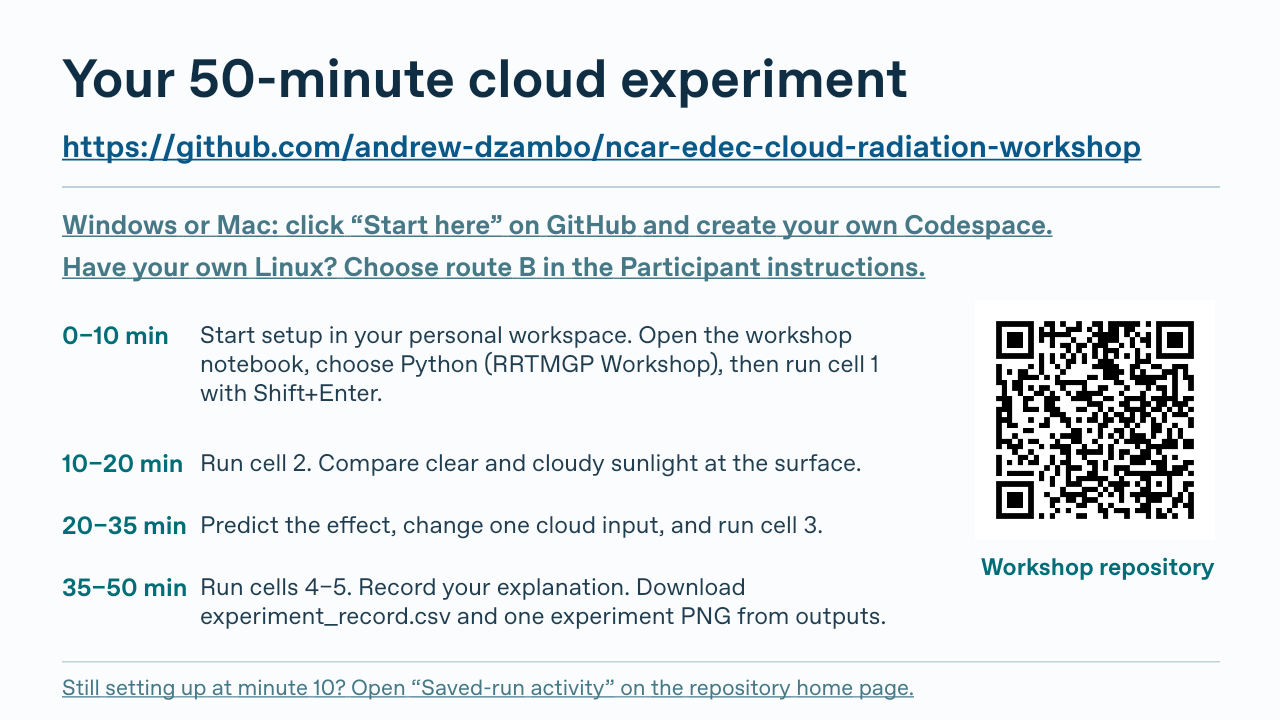 Your 50-minute cloud experiment
https://github.com/andrew-dzambo/ncar-edec-cloud-radiation-workshop
Windows or Mac: click “Start here” on GitHub and create your own Codespace.
Have your own Linux? Choose route B in the Participant instructions.
0–10 min
Start setup in your personal workspace. Open the workshop
notebook, choose Python (RRTMGP Workshop), then run cell 1
with Shift+Enter.
10–20 min
Run cell 2. Compare clear and cloudy sunlight at the surface.
20–35 min
Predict the effect, change one cloud input, and run cell 3.
35–50 min
Run cells 4–5. Record your explanation. Download
experiment_record.csv and one experiment PNG from outputs.
Workshop repository
Still setting up at minute 10? Open “Saved-run activity” on the repository home page.